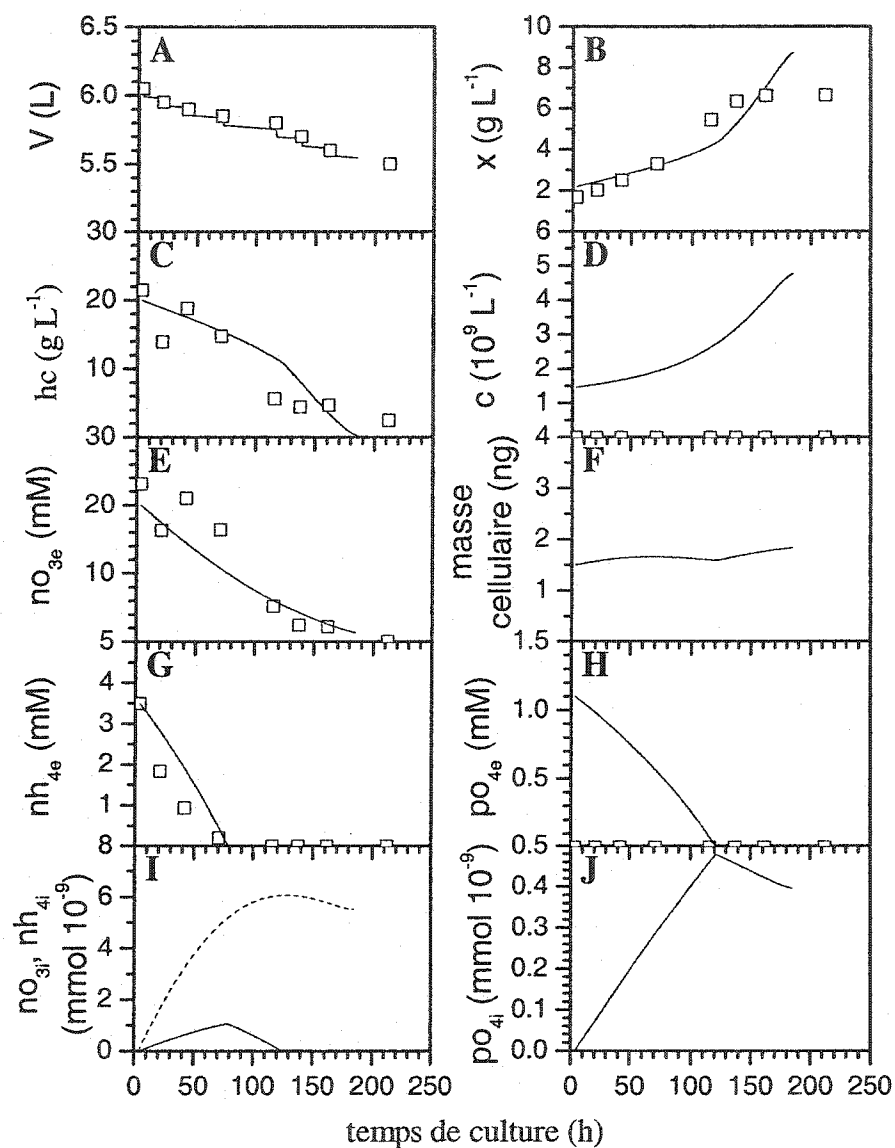 6.5
A
6.0
5.5
30
V (L)
10
B
8
6
4
2
6
x (g L⁻¹)
C
20
10
30
hc (g L⁻¹)
D
5
4
3
2
1
4
c (10⁹ L⁻¹)
E
20
10
5
no₃ₑ (mM)
F
3
2
1
1.5
masse
cellulaire (ng)
G
4
3
2
1
8
nh₄ₑ (mM)
H
1.0
0.5
0.5
po₄ₑ (mM)
I
6
4
2
0
no₃ᵢ, nh₄ᵢ
(mmol 10⁻⁹)
J
0.4
0.3
0.2
0.1
0.0
po₄ᵢ (mmol 10⁻⁹)
0 50 100 150 200 250
0 50 100 150 200 250
temps de culture (h)